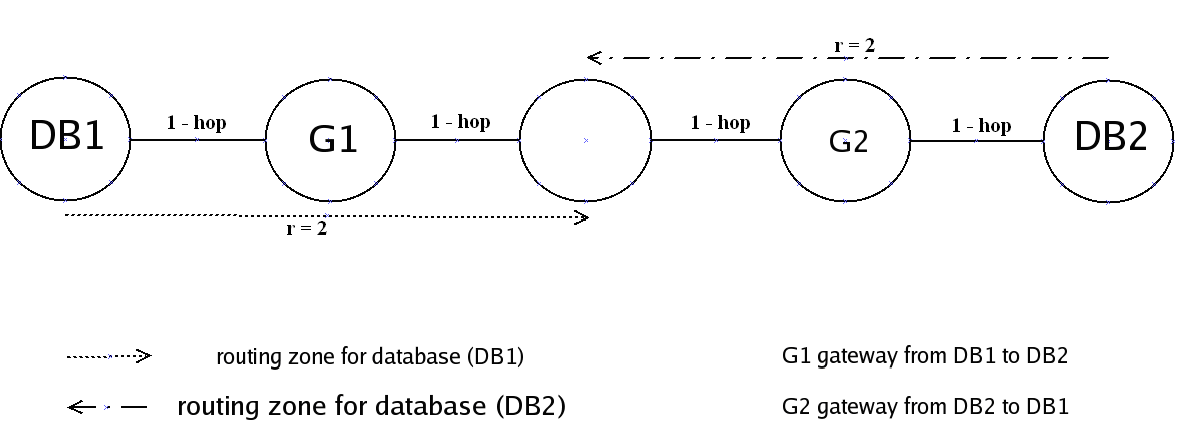 r = 2
DB1
1 - hop
G1
1 - hop
1 - hop
G2
1 - hop
DB2
r = 2
routing zone for database (DB1)
G1 gateway from DB1 to DB2
routing zone for database (DB2)
G2 gateway from DB2 to DB1